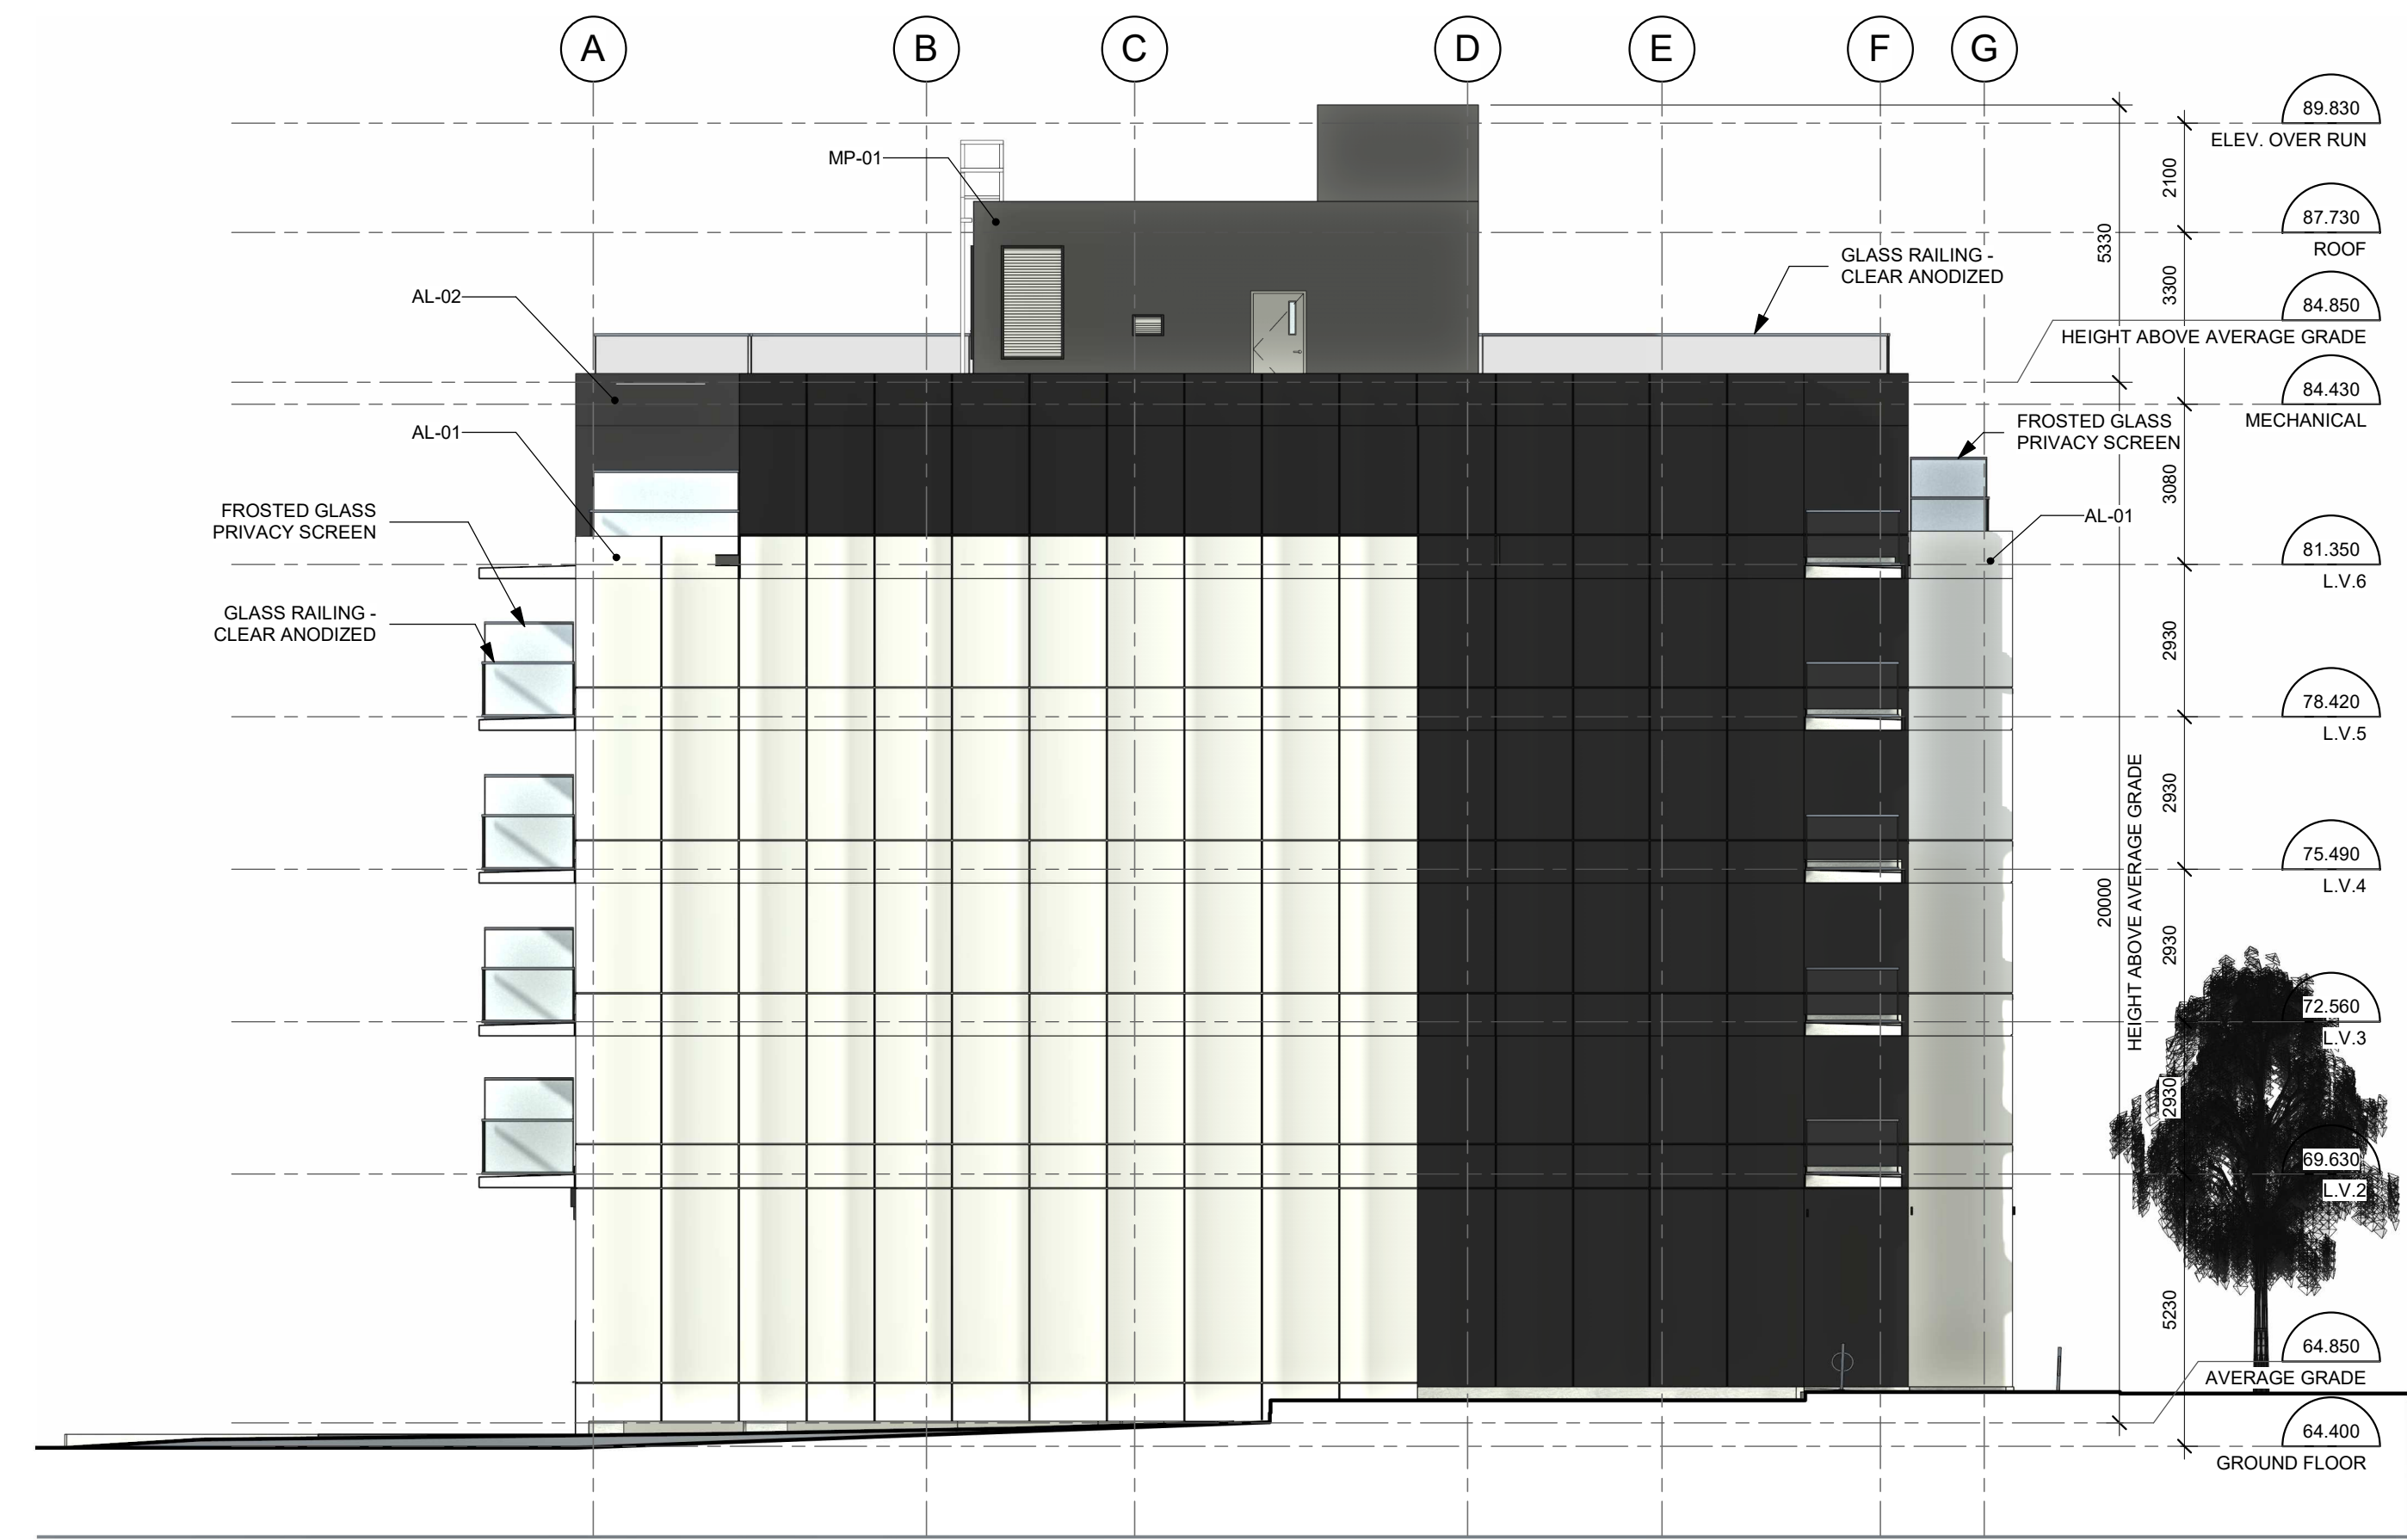 A
B
C
D
E
F
G
89.830
ELEV. OVER RUN
MP-01
2100
87.730
ROOF
5330
GLASS RAILING -
CLEAR ANODIZED
3300
AL-02
84.850
HEIGHT ABOVE AVERAGE GRADE
84.430
MECHANICAL
AL-01
FROSTED GLASS
PRIVACY SCREEN
3080
FROSTED GLASS
PRIVACY SCREEN
AL-01
81.350
L.V.6
GLASS RAILING -
CLEAR ANODIZED
2930
78.420
L.V.5
2930
75.490
L.V.4
20000
HEIGHT ABOVE AVERAGE GRADE
2930
72.560
L.V.3
2930
69.630
L.V.2
5230
64.850
AVERAGE GRADE
64.400
GROUND FLOOR